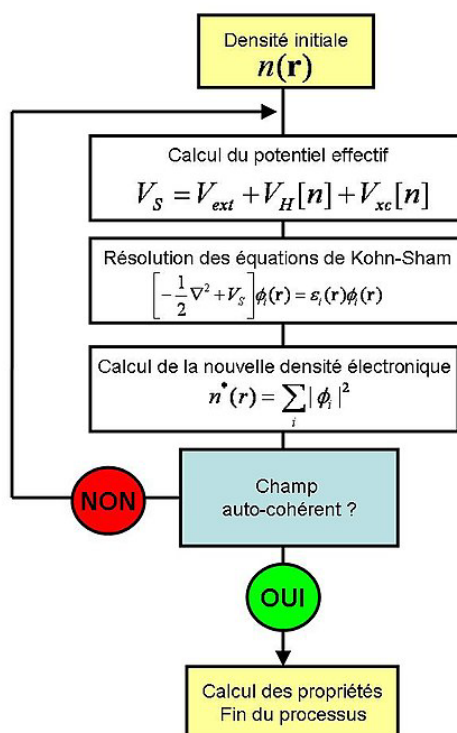 Densité initiale
n(r)
Calcul du potentiel effectif
V_S = V_ext + V_H[n] + V_xc[n]
Résolution des équations de Kohn-Sham
[-1/2 ∇² + V_S] ϕ_i(r) = ε_i(r)ϕ_i(r)
Calcul de la nouvelle densité électronique
n*(r) = ∑_i | ϕ_i |²
Champ
auto-cohérent ?
NON
OUI
Calcul des propriétés
Fin du processus